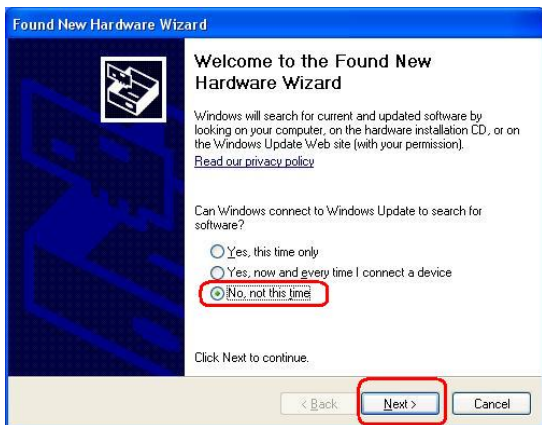 Found New Hardware Wizard
Welcome to the Found New
Hardware Wizard
Windows will search for current and updated software by
looking on your computer, on the hardware installation CD, or on
the Windows Update Web site (with your permission).
Read our privacy policy
Can Windows connect to Windows Update to search for
software?
Yes, this time only
Yes, now and every time I connect a device
No, not this time
Click Next to continue.
< Back Next > Cancel